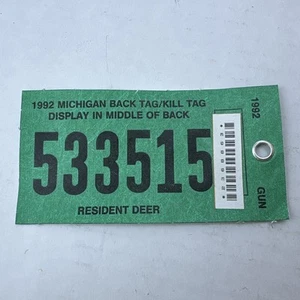 1992 MICHIGAN BACK TAG/KILL TAG
DISPLAY IN MIDDLE OF BACK
533515
RESIDENT DEER
1992
GUN